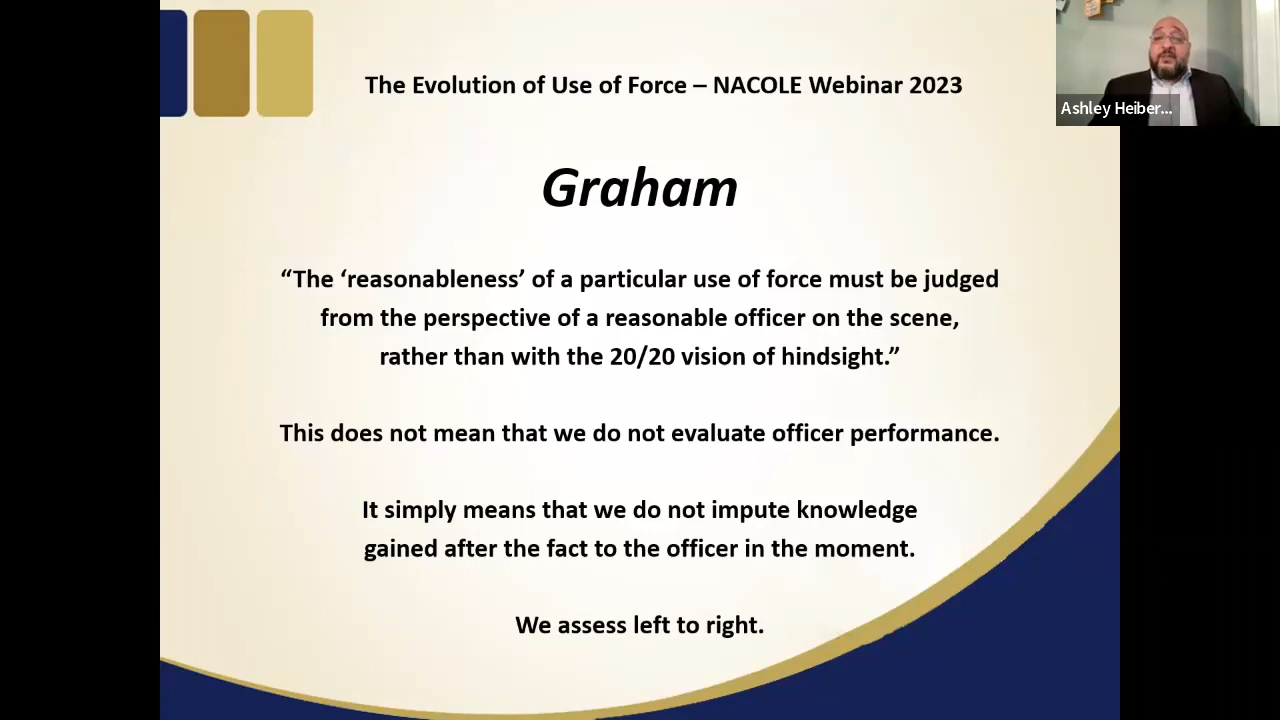 The Evolution of Use of Force – NACOLE Webinar 2023
Ashley Heiber...
Graham
“The ‘reasonableness’ of a particular use of force must be judged
from the perspective of a reasonable officer on the scene,
rather than with the 20/20 vision of hindsight.”
This does not mean that we do not evaluate officer performance.
It simply means that we do not impute knowledge
gained after the fact to the officer in the moment.
We assess left to right.